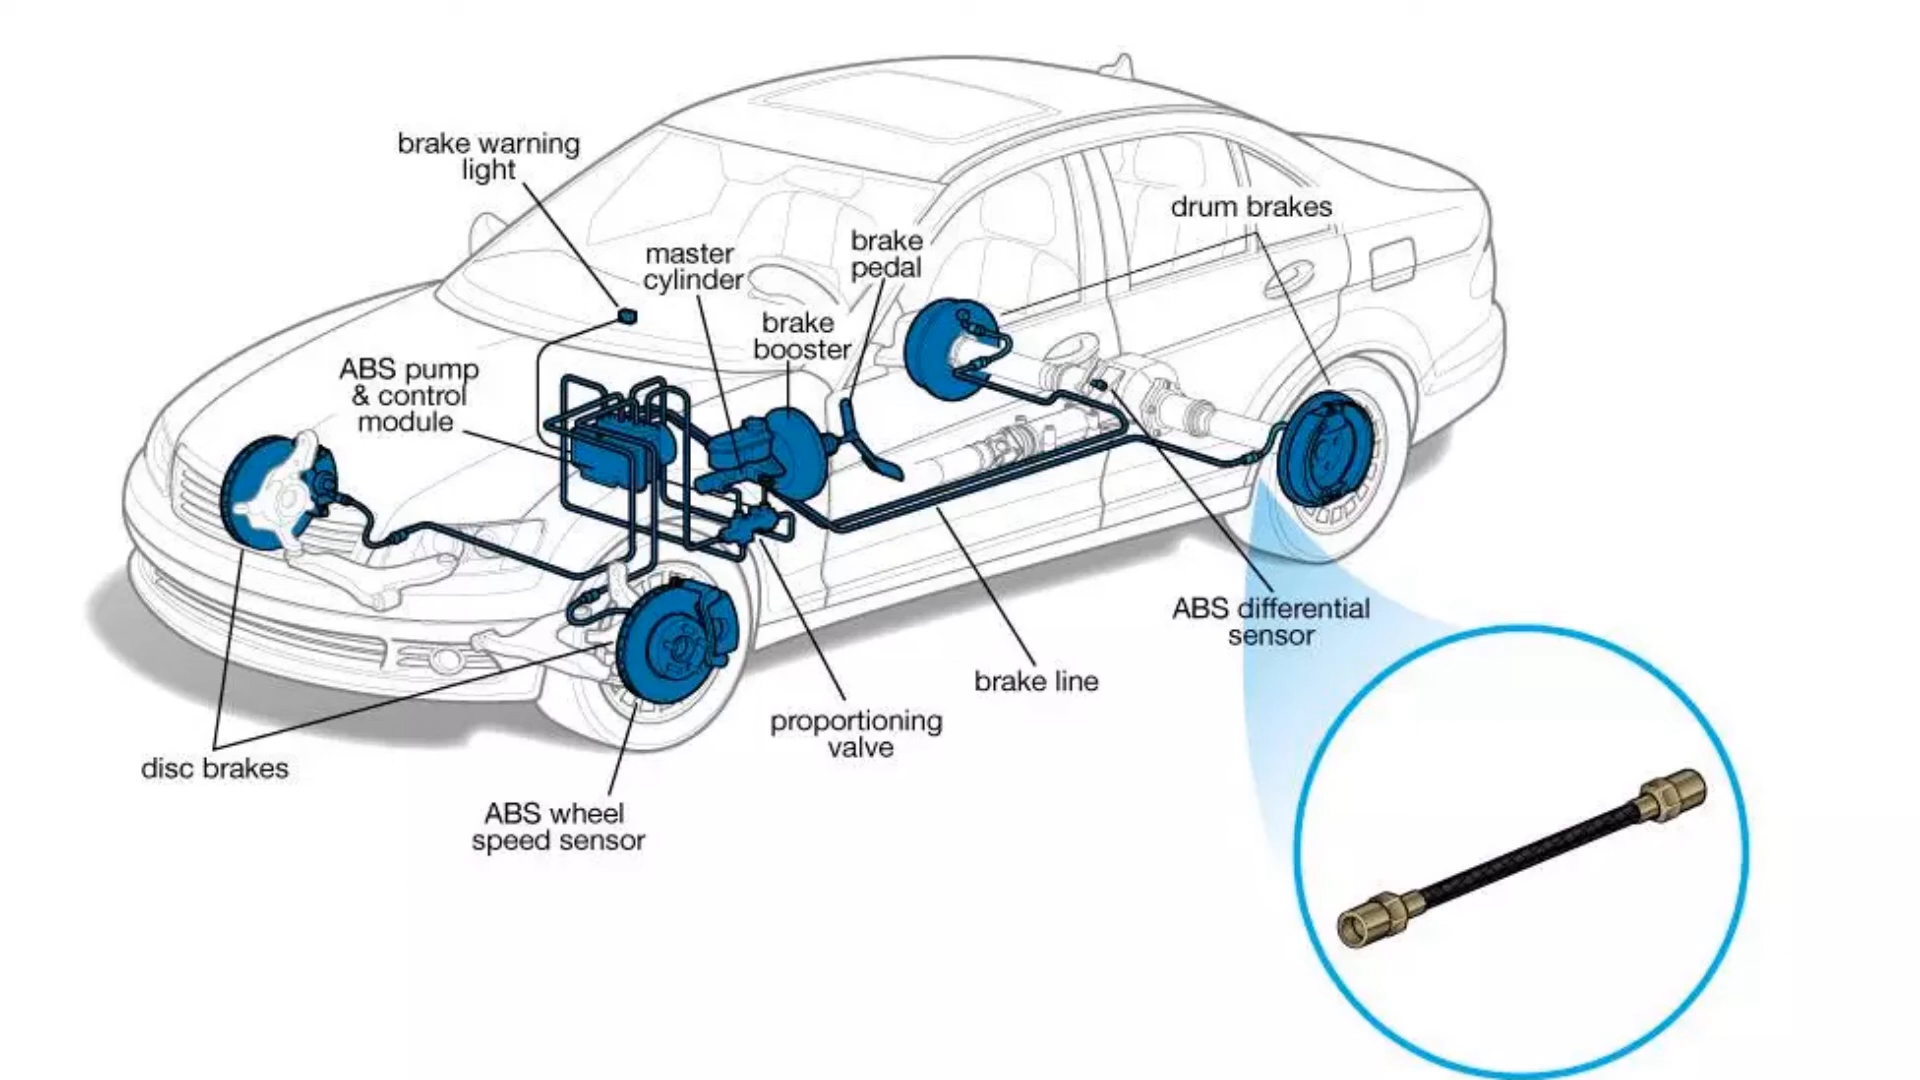 brake warning
light
drum brakes
brake
pedal
master
cylinder
brake
booster
ABS pump
& control
module
ABS differential
sensor
brake line
proportioning
valve
disc brakes
ABS wheel
speed sensor